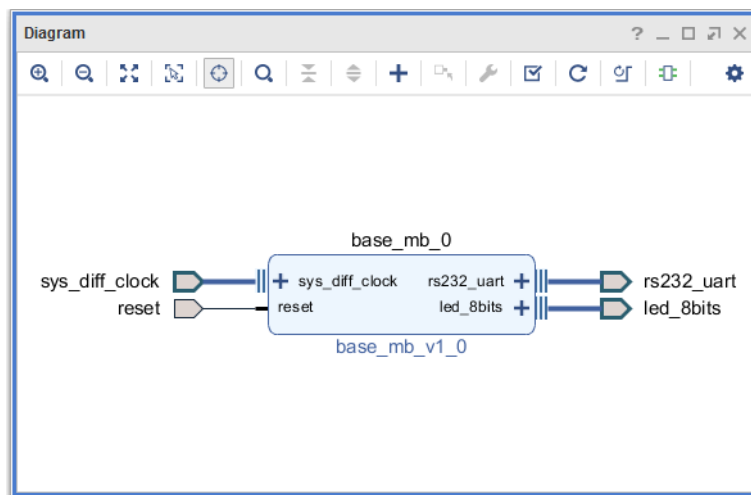 Diagram
base_mb_0
sys_diff_clock
sys_diff_clock
rs232_uart
rs232_uart
reset
reset
led_8bits
led_8bits
base_mb_v1_0